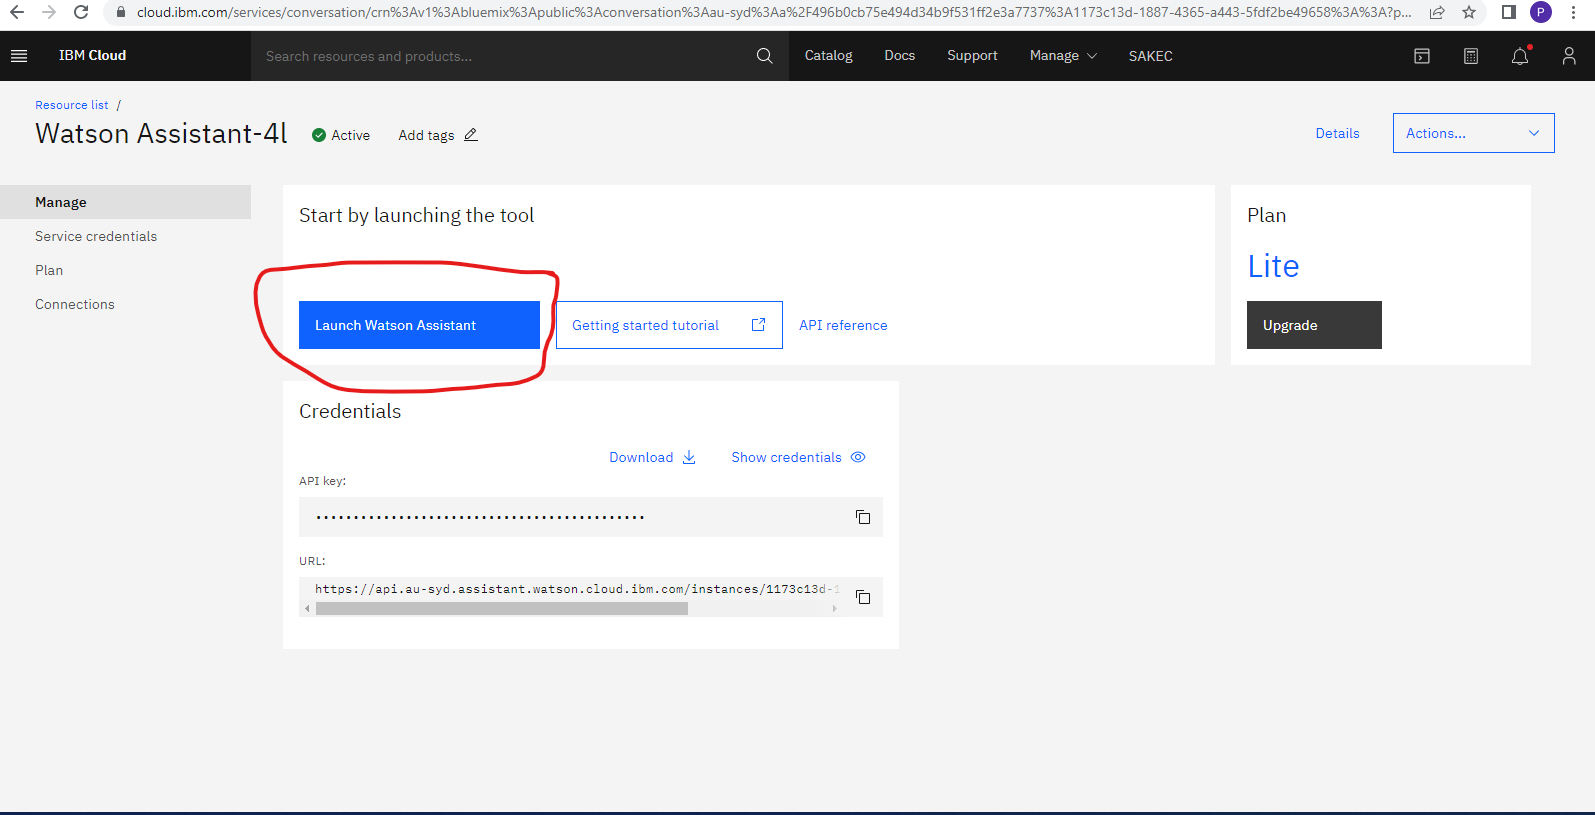 cloud.ibm.com/services/conversation/crn%3Av1%3Abluemix%3Apublic%3Aconversation%3Aau-syd%3Aa%2F496b0cb75e494d34b9f531ff2e3a7737%3A1173c13d-1887-4365-a443-5fdf2be49658%3A%3A?p...
P
IBM Cloud
Search resources and products...
Catalog
Docs
Support
Manage
SAKEC
Resource list /
Watson Assistant-4l
Active
Add tags
Details
Actions...
Manage
Service credentials
Plan
Connections
Start by launching the tool
Launch Watson Assistant
Getting started tutorial
API reference
Plan
Lite
Upgrade
Credentials
Download
Show credentials
API key:
••••••••••••••••••••••••••••••••••••••••••••
URL:
https://api.au-syd.assistant.watson.cloud.ibm.com/instances/1173c13d-1